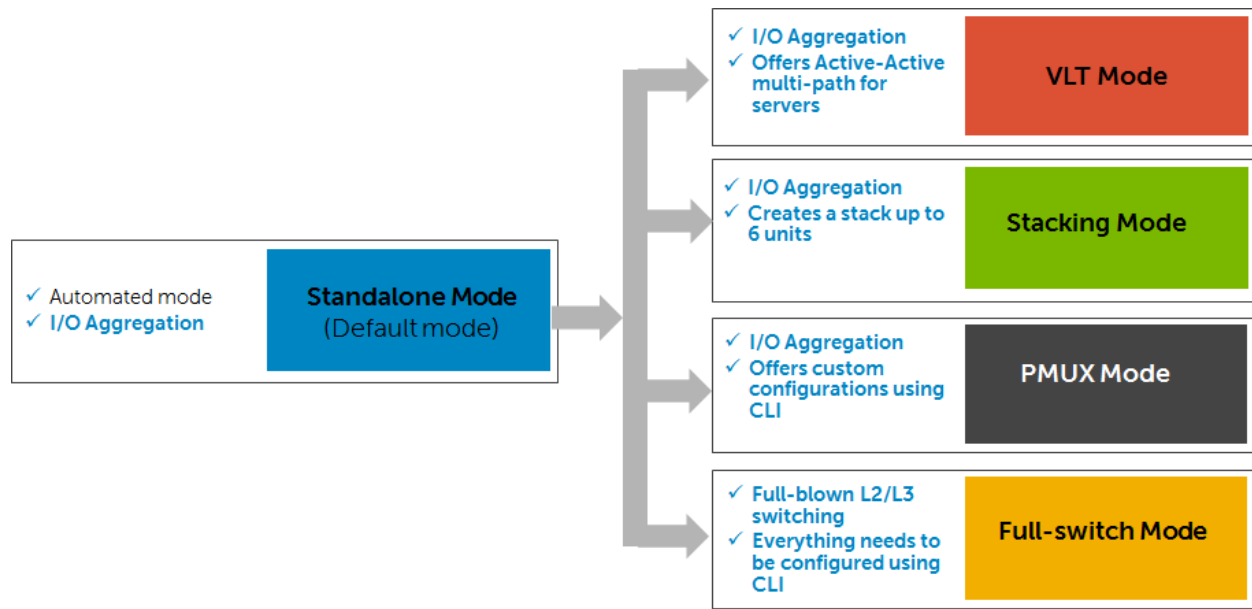 ✓ Automated mode
✓ I/O Aggregation
Standalone Mode
(Default mode)
✓ I/O Aggregation
✓ Offers Active-Active
multi-path for
servers
VLT Mode
✓ I/O Aggregation
✓ Creates a stack up to
6 units
Stacking Mode
✓ I/O Aggregation
✓ Offers custom
configurations using
CLI
PMUX Mode
✓ Full-blown L2/L3
switching
✓ Everything needs to
be configured using
CLI
Full-switch Mode